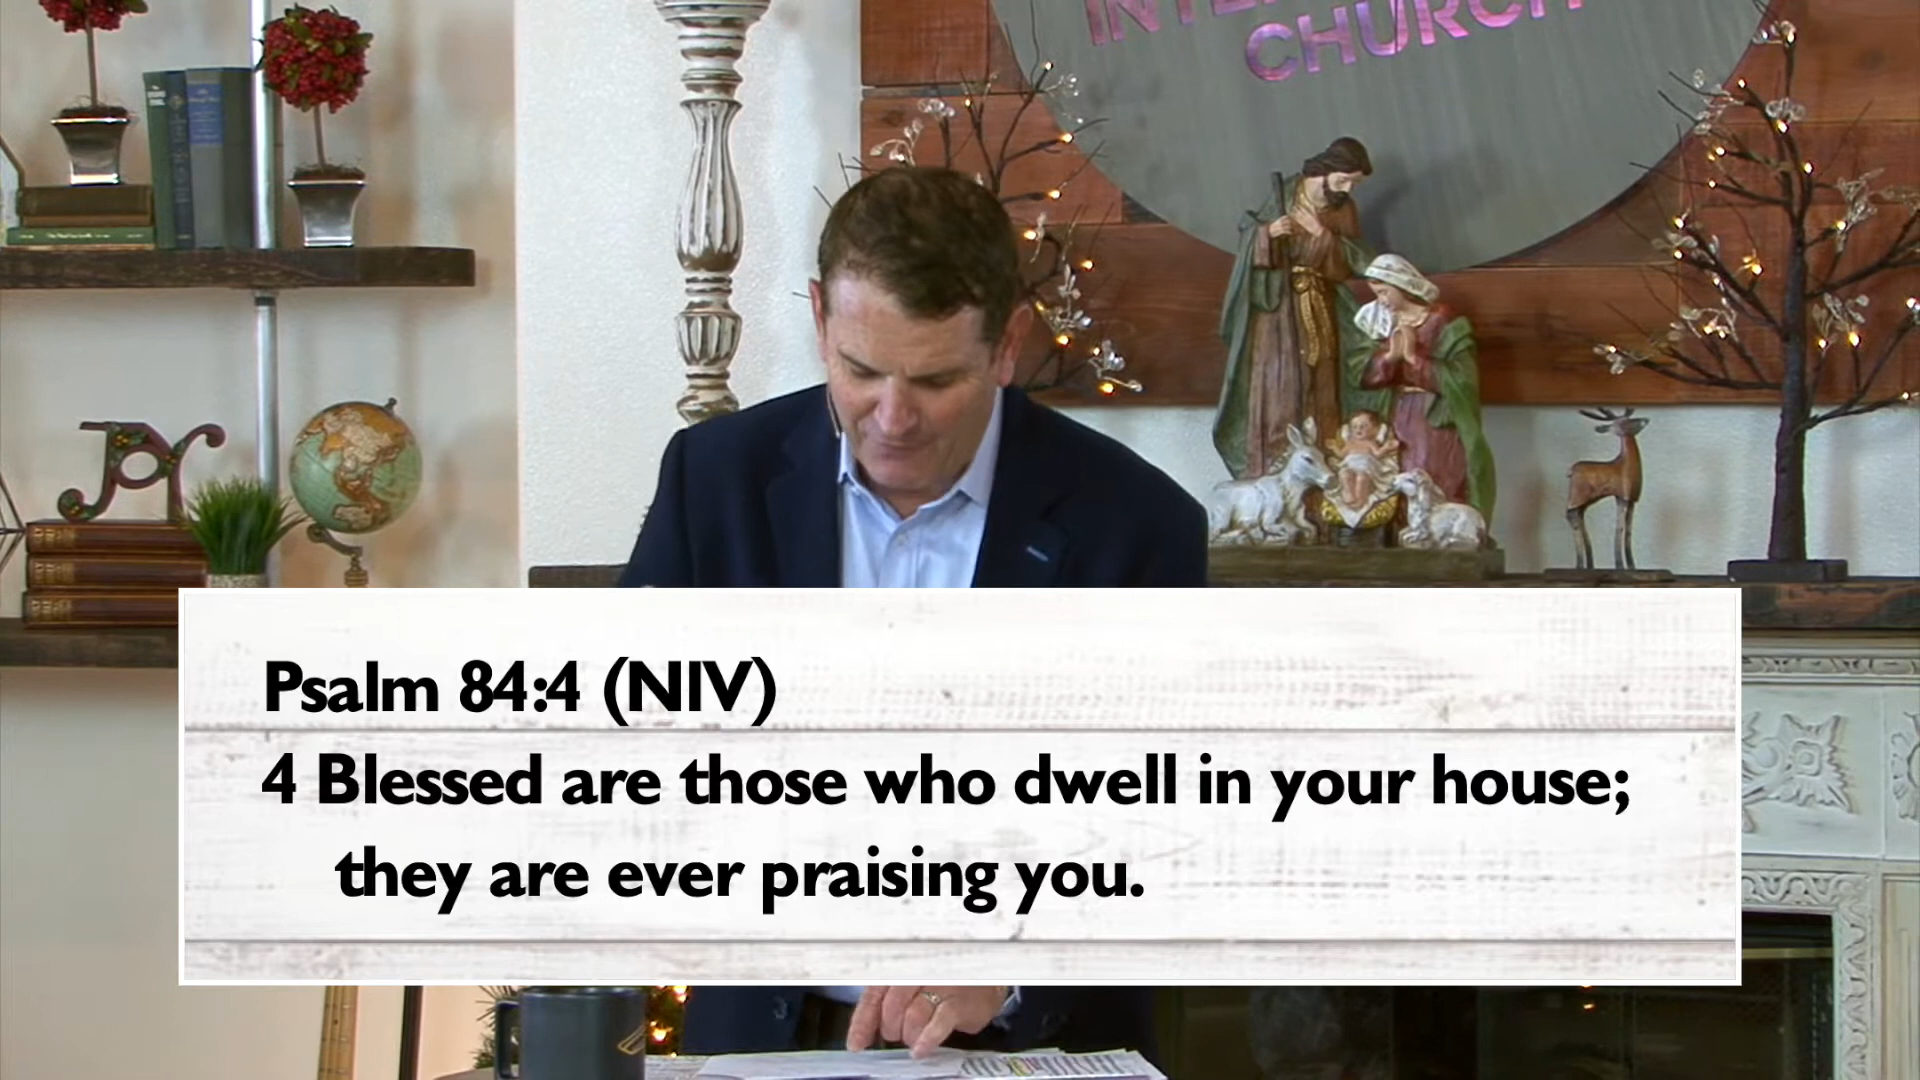 CHURCH
Psalm 84:4 (NIV)
4 Blessed are those who dwell in your house;
they are ever praising you.